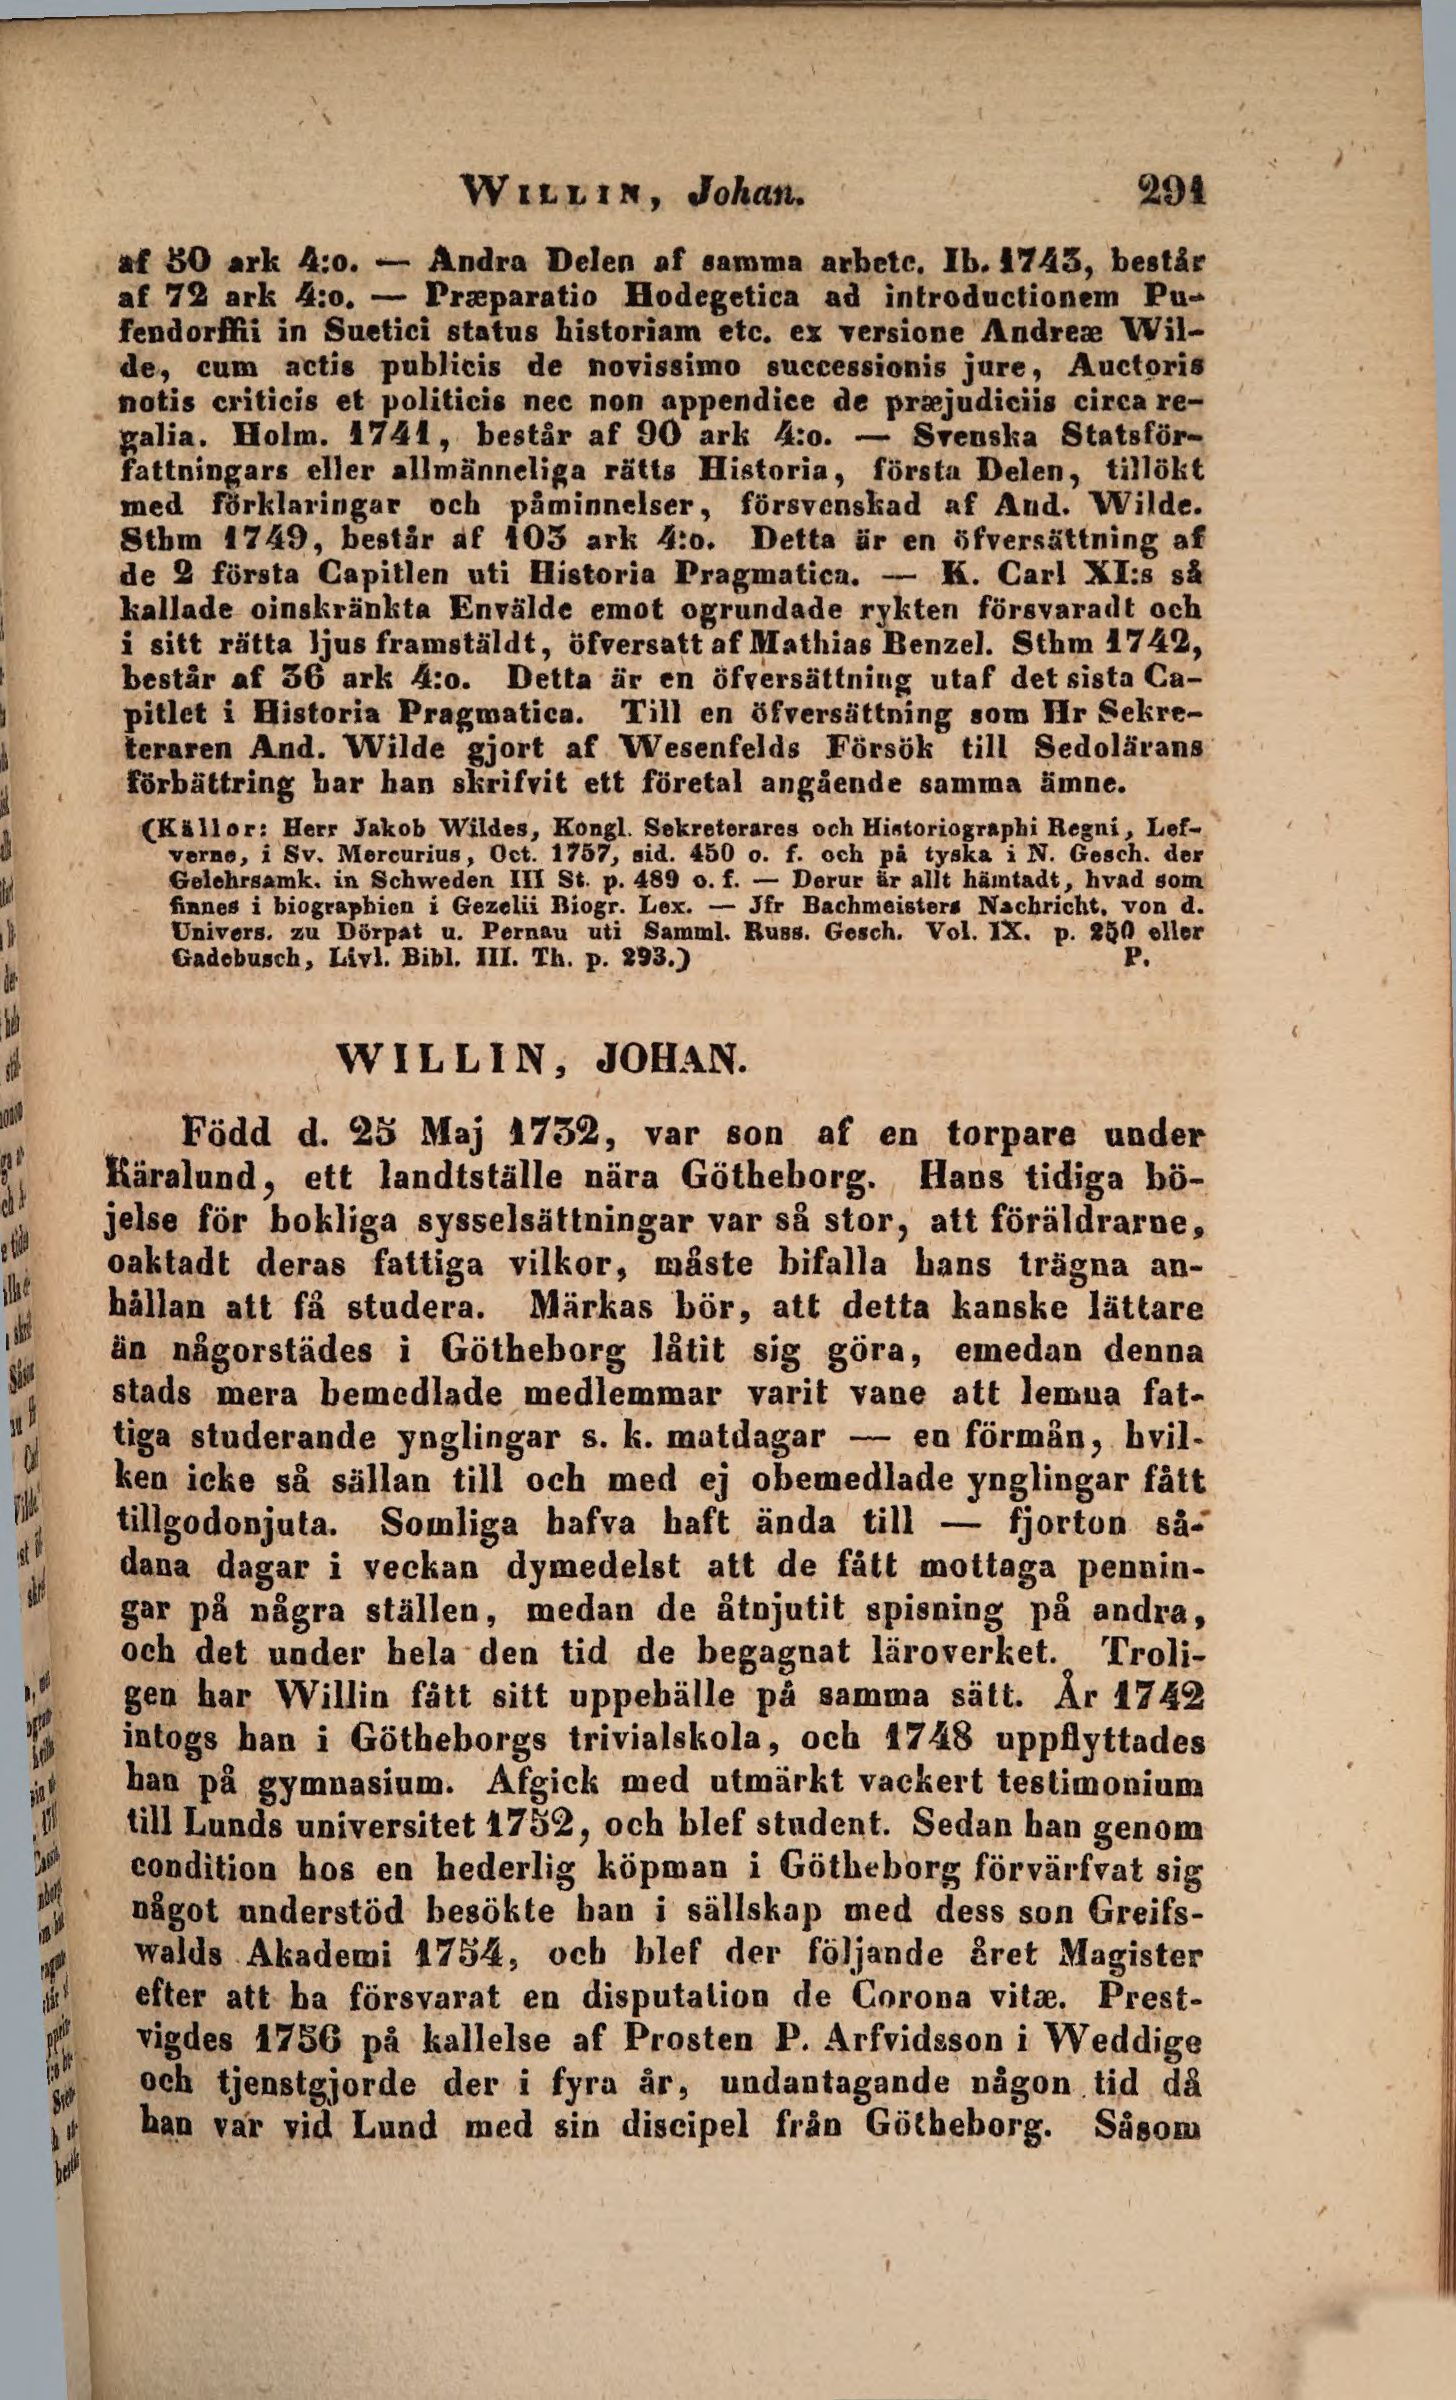 WILLIN, Johan. 291
af 50 ark 4:o. — Andra Delen af samma arbete. Ib. 1743, består
af 72 ark 4:o. — Præparatio Hodegetica ad introductionem Pu-
fendorffii in Suetici status historiam etc. ex versione Andreæ Wil-
de, cum actis publicis de novissimo successionis jure, Auctoris
notis criticis et politicis nec non appendice de præjudiciis circa re-
galia. Holm. 1741, består af 90 ark 4:o. — Svenska Statsför-
fattningars eller allmänneliga rätts Historia, första Delen, tillökt
med förklaringar och påminnelser, försvenskad af And. Wilde.
Sthm 1749, består af 103 ark 4:o. Detta är en öfversättning af
de 2 första Capitlen uti Historia Pragmatica. — K. Carl XI:s så
kallade oinskränkta Envälde emot ogrundade rykten försvaradt och
i sitt rätta ljus framstäldt, öfversatt af Mathias Benzel. Sthm 1742,
består af 36 ark 4:o. Detta är en öfversättning utaf det sista Ca-
pitlet i Historia Pragmatica. Till en öfversättning som Hr Sekre-
teraren And. Wilde gjort af Wesenfelds Försök till Sedolärans
förbättring har han skrifvit ett företal angående samma ämne.
(Källor: Herr Jakob Wildes, Kongl. Sekreterares och Historiographi Regni, Lef-
verne, i Sv. Mercurius, Oct. 1757, sid. 450 o. f. och på tyska i N. Gesch. der
Gelehrsamk. in Schweden III St. p. 489 o. f. — Derur är allt hämtadt, hvad som
finnes i biographien i Gezelii Biogr. Lex. — Jfr Bachmeisters Nachricht. von d.
Univers. zu Dörpat u. Pernau uti Samml. Russ. Gesch. Vol. IX. p. 250 eller
Gadebusch, Livl. Bibl. III. Th. p. 293.) P.
WILLIN, JOHAN.
Född d. 25 Maj 1732, var son af en torpare under
Käralund, ett landtställe nära Götheborg. Hans tidiga bö-
jelse för bokliga sysselsättningar var så stor, att föräldrarne,
oaktadt deras fattiga vilkor, måste bifalla hans trägna an-
hållan att få studera. Märkas bör, att detta kanske lättare
än någorstädes i Götheborg låtit sig göra, emedan denna
stads mera bemedlade medlemmar varit vane att lemna fat-
tiga studerande ynglingar s. k. matdagar — en förmån, hvil-
ken icke så sällan till och med ej obemedlade ynglingar fått
tillgodonjuta. Somliga hafva haft ända till — fjorton så-
dana dagar i veckan dymedelst att de fått mottaga pennin-
gar på några ställen, medan de åtnjutit spisning på andra,
och det under hela den tid de begagnat läroverket. Troli-
gen har Willin fått sitt uppehälle på samma sätt. År 1742
intogs han i Götheborgs trivialskola, och 1748 uppflyttades
han på gymnasium. Afgick med utmärkt vackert testimonium
till Lunds universitet 1752, och blef student. Sedan han genom
condition hos en hederlig köpman i Götheborg förvärfvat sig
något understöd besökte han i sällskap med dess son Greifs-
walds Akademi 1754, och blef der följande året Magister
efter att ha försvarat en disputation de Corona vitæ. Prest-
vigdes 1756 på kallelse af Prosten P. Arfvidsson i Weddige
och tjenstgjorde der i fyra år, undantagande någon tid då
han var vid Lund med sin discipel från Götheborg. Såsom